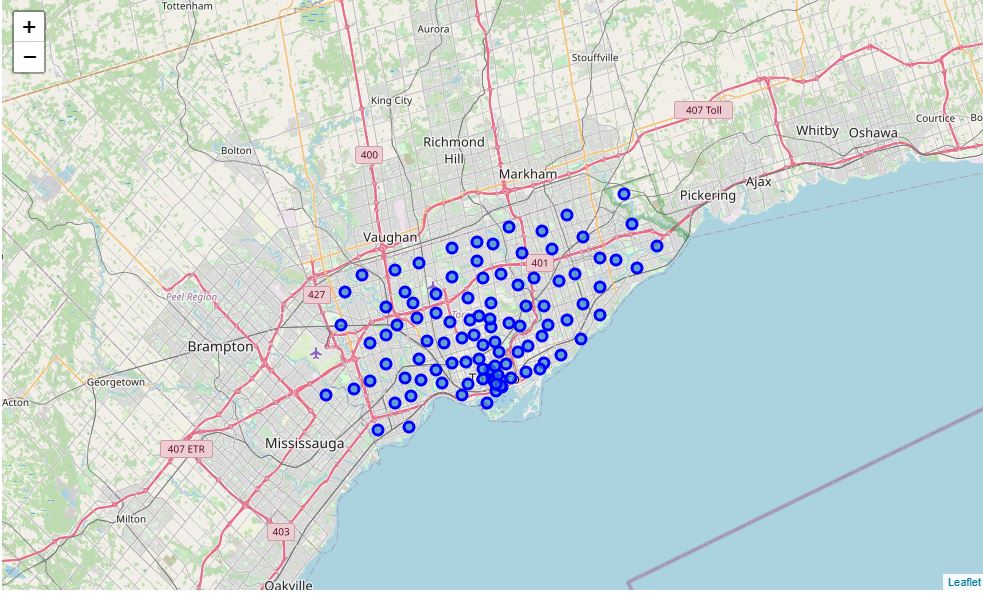 +
−
Tottenham
Aurora
Stouffville
King City
407 Toll
Richmond
Hill
Whitby
Oshawa
Courtice
Bolton
400
Markham
Ajax
Pickering
Vaughan
401
427
Peel Region
Brampton
Georgetown
Acton
Mississauga
407 ETR
Milton
403
Oakville
Leaflet